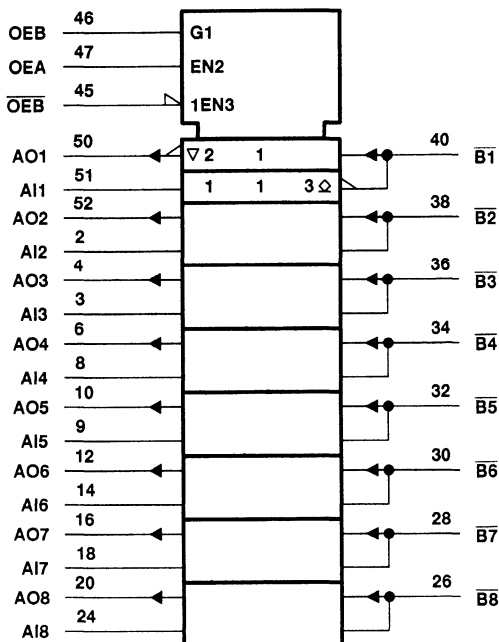 46
OEB G1
47
OEA EN2
45
OEB 1EN3
50 40
AO1 ▽ 2 1 B1
51
AI1 1 1 3 ◇
52 38
AO2 B2
2
AI2
4 36
AO3 B3
3
AI3
6 34
AO4 B4
8
AI4
10 32
AO5 B5
9
AI5
12 30
AO6 B6
14
AI6
16 28
AO7 B7
18
AI7
20 26
AO8 B8
24
AI8